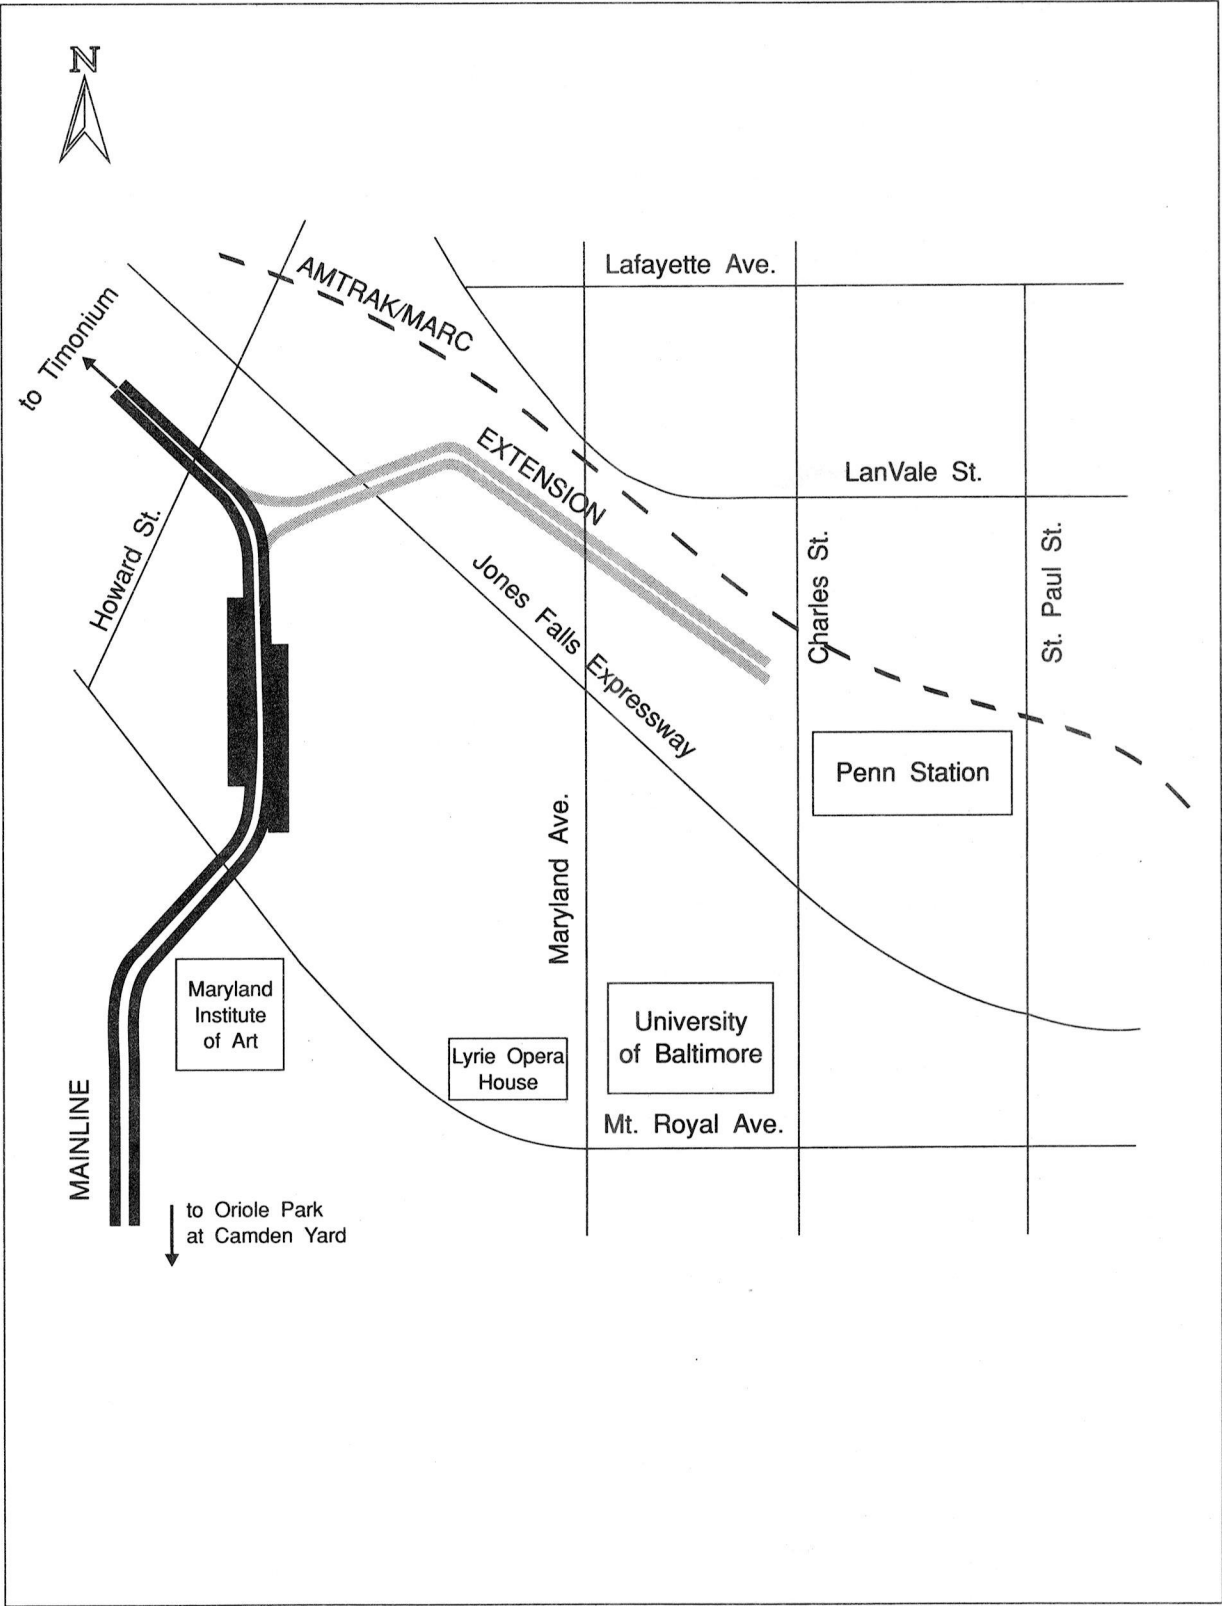 N
Lafayette Ave.
AMTRAK/MARC
to Timonium
EXTENSION
LanVale St.
Howard St.
Charles St.
St. Paul St.
Jones Falls Expressway
Penn Station
Maryland Ave.
Maryland
Institute
of Art
University
of Baltimore
Lyrie Opera
House
MAINLINE
Mt. Royal Ave.
to Oriole Park
at Camden Yard